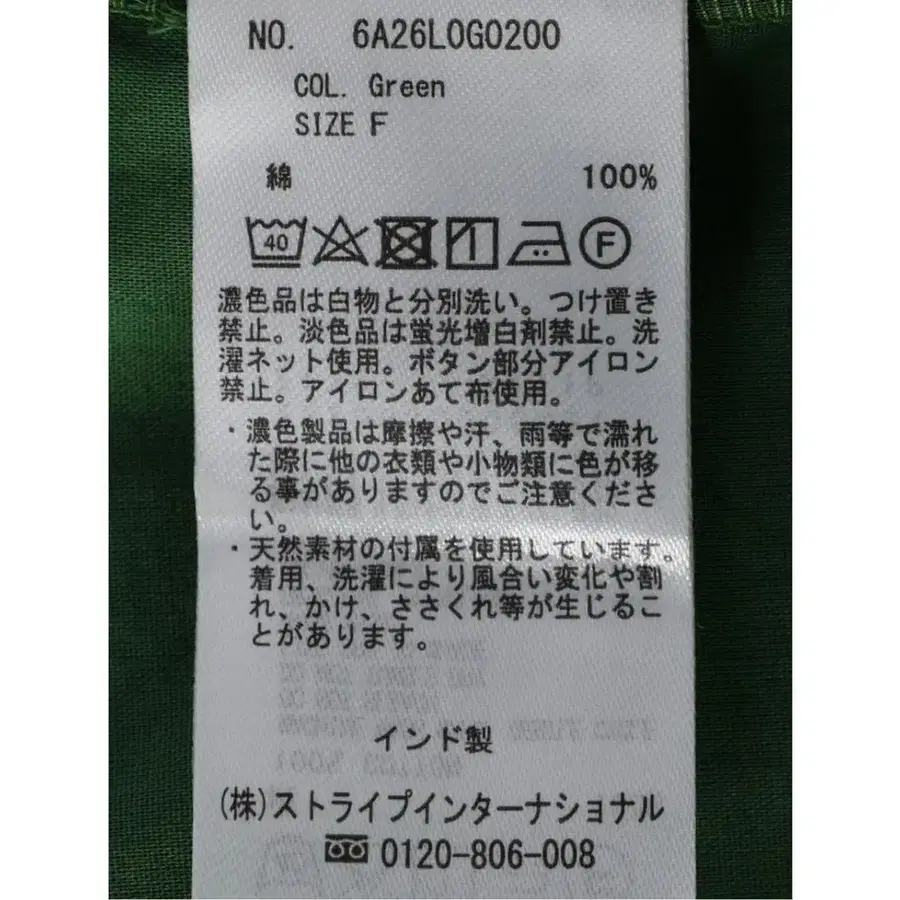 NO. 6A26L0G0200
COL. Green
SIZE F
綿 100%
40 F
濃色品は白物と分別洗い。つけ置き
禁止。淡色品は蛍光増白剤禁止。洗
濯ネット使用。ボタン部分アイロン
禁止。アイロンあて布使用。
・濃色製品は摩擦や汗、雨等で濡れ
た際に他の衣類や小物類に色が移
る事がありますのでご注意くださ
い。
・天然素材の付属を使用しています。
着用、洗濯により風合い変化や割
れ、かけ、ささくれ等が生じるこ
とがあります。
インド製
(株)ストライプインターナショナル
0120-806-008